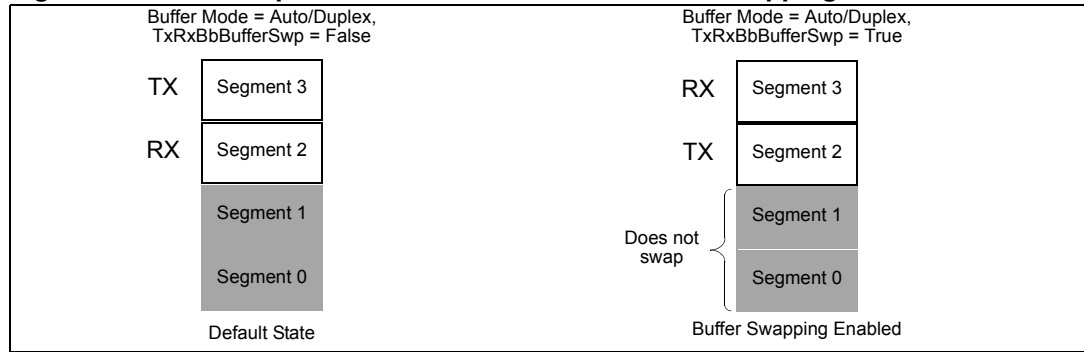 Buffer Mode = Auto/Duplex,
TxRxBbBufferSwp = False
TX
Segment 3
RX
Segment 2
Segment 1
Segment 0
Default State
Buffer Mode = Auto/Duplex,
TxRxBbBufferSwp = True
RX
Segment 3
TX
Segment 2
Segment 1
Does not
swap
Segment 0
Buffer Swapping Enabled